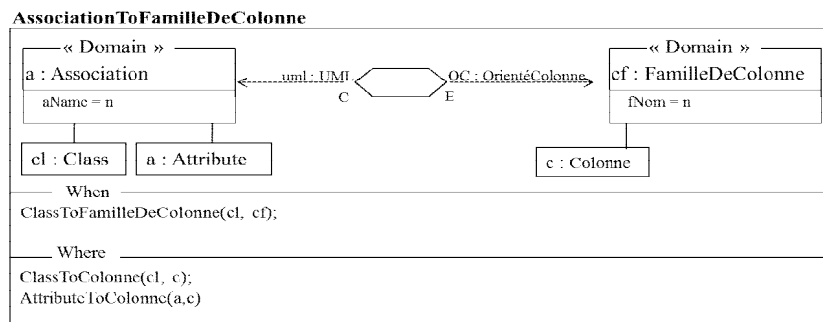 AssociationToFamilleDeColonne
« Domain »
« Domain »
a : Association
uml : UML
OC : OrientéColonne
cf : FamilleDeColonne
C
E
aName = n
fNom = n
cl : Class
a : Attribute
c : Colonne
When
ClassToFamilleDeColonne(cl, cf);
Where
ClassToColonne(cl, c);
AttributeToColonne(a,c)